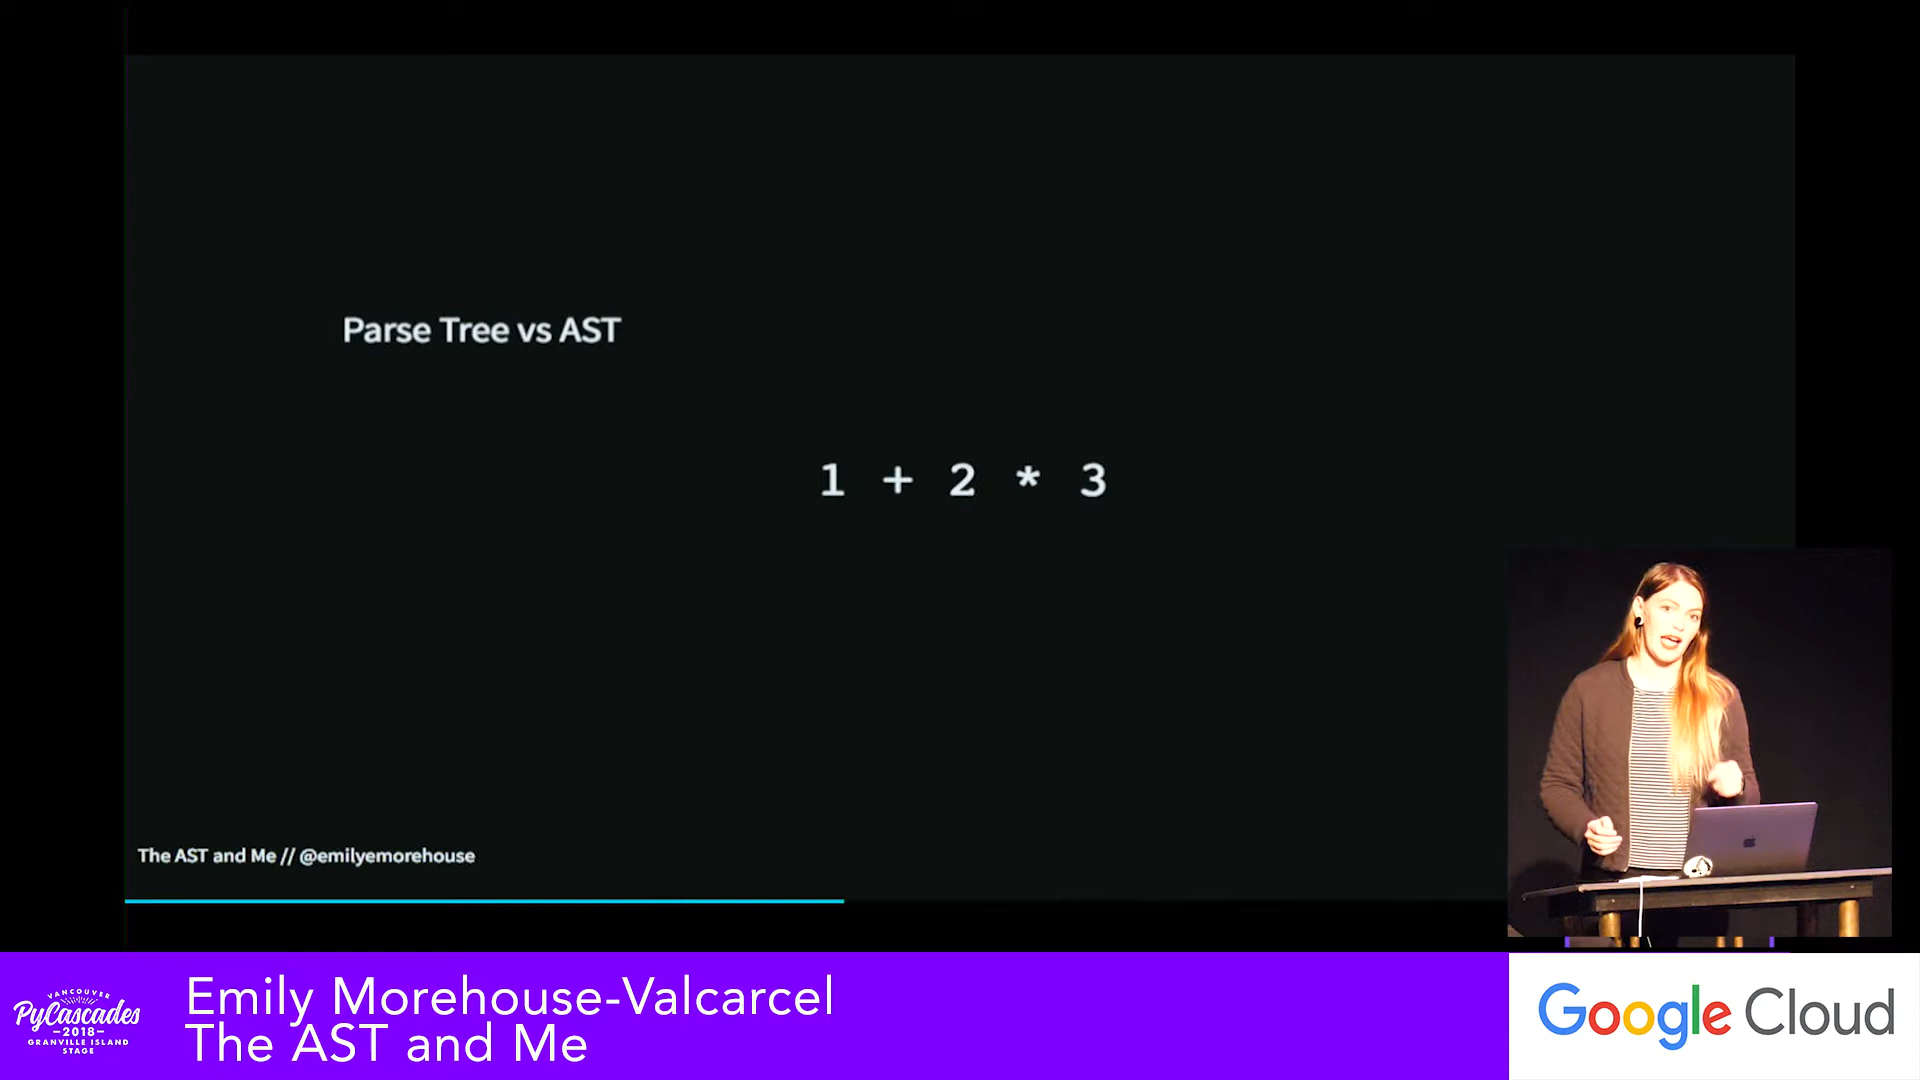 Parse Tree vs AST
1 + 2 * 3
The AST and Me // @emilyemorehouse
VANCOUVER
PyCascades
-2018-
GRANVILLE ISLAND
STAGE
Emily Morehouse-Valcarcel
The AST and Me
Google Cloud